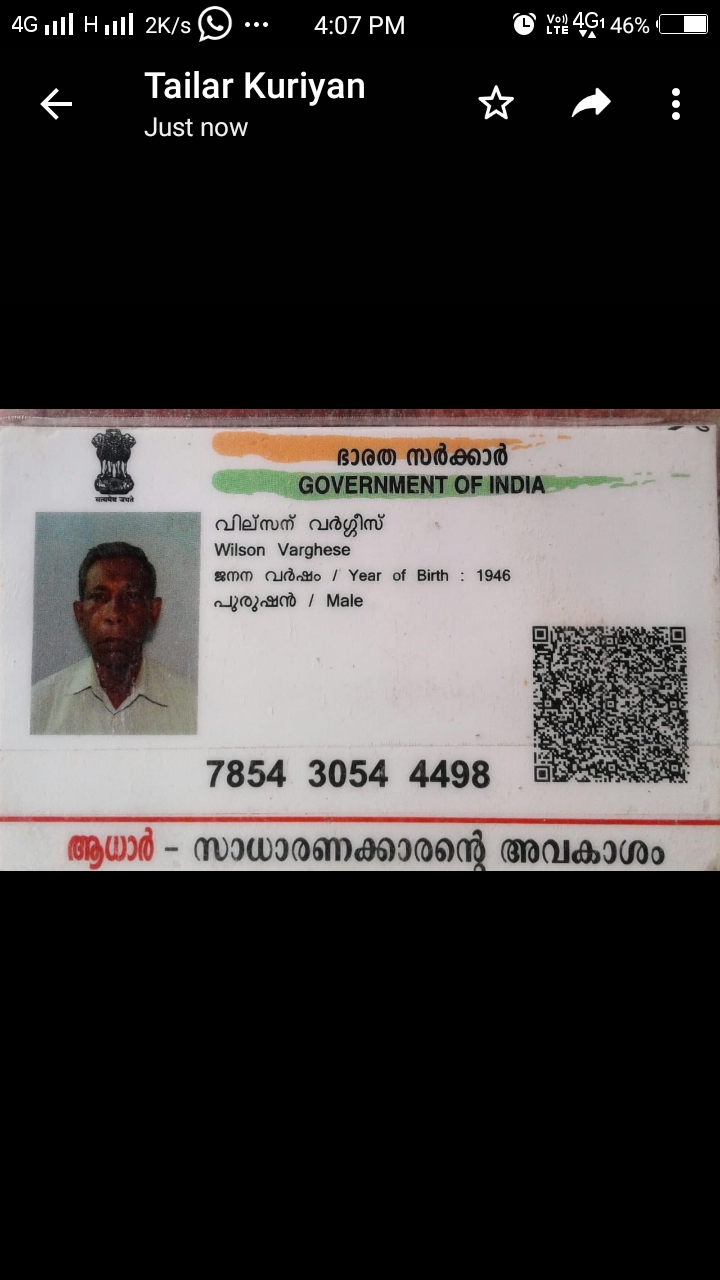 4G H 2K/s ... 4:07 PM Vo)) LTE 4G1 46%
Tailar Kuriyan
Just now
ഭാരത സർക്കാർ
GOVERNMENT OF INDIA
सत्यमेव जयते
വില്സന് വർഗ്ഗീസ്
Wilson Varghese
ജനന വർഷം / Year of Birth : 1946
പുരുഷൻ / Male
7854 3054 4498
ആധാർ - സാധാരണക്കാരന്റെ അവകാശം